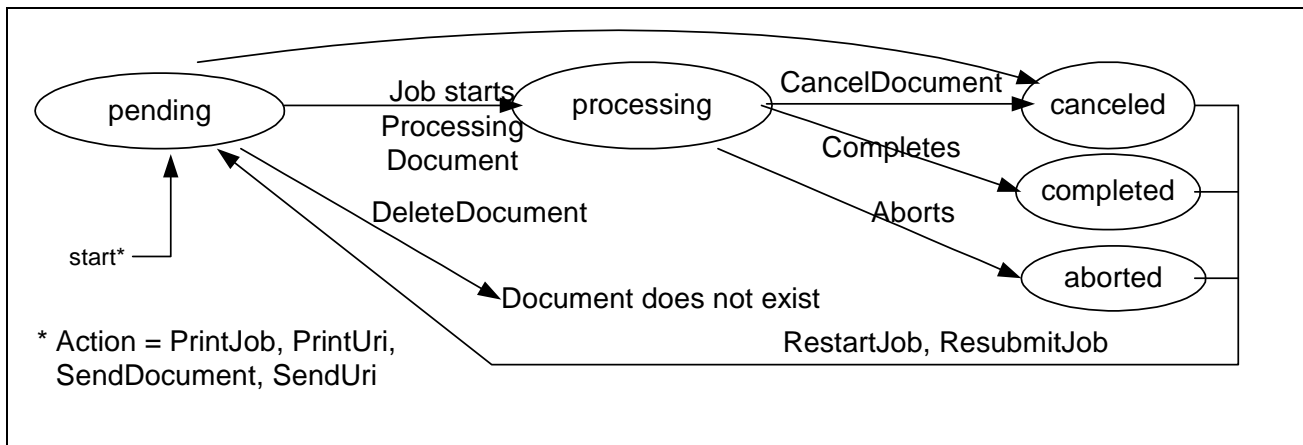 pending
Job starts
Processing
Document
processing
CancelDocument
canceled
Completes
completed
DeleteDocument
Aborts
aborted
start*
Document does not exist
* Action = PrintJob, PrintUri,
SendDocument, SendUri
RestartJob, ResubmitJob